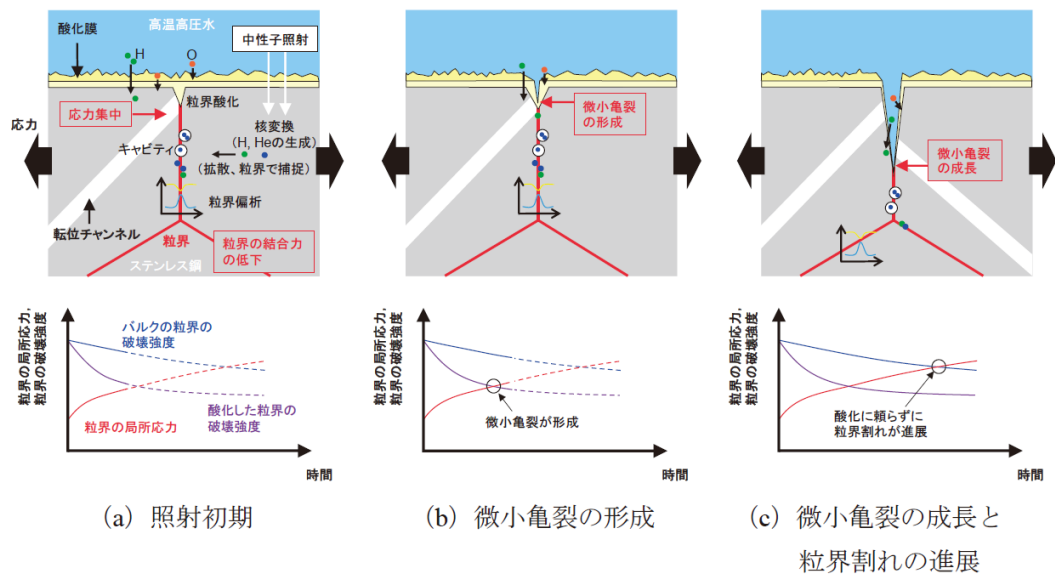 酸化膜
高温高圧水
H
O
中性子照射
応力集中
粒界酸化
応力
キャビティ
核変換
(H, Heの生成)
(拡散、粒界で捕捉)
粒界偏析
転位チャンネル
粒界
粒界の結合力
の低下
ステンレス鋼
微小亀裂
の形成
微小亀裂
の成長
粒界の局所応力,
粒界の破壊強度
バルクの粒界の
破壊強度
酸化した粒界の
破壊強度
粒界の局所応力
時間
粒界の局所応力,
粒界の破壊強度
微小亀裂が形成
時間
粒界の局所応力,
粒界の破壊強度
酸化に頼らずに
粒界割れが進展
時間
(a) 照射初期
(b) 微小亀裂の形成
(c) 微小亀裂の成長と
粒界割れの進展